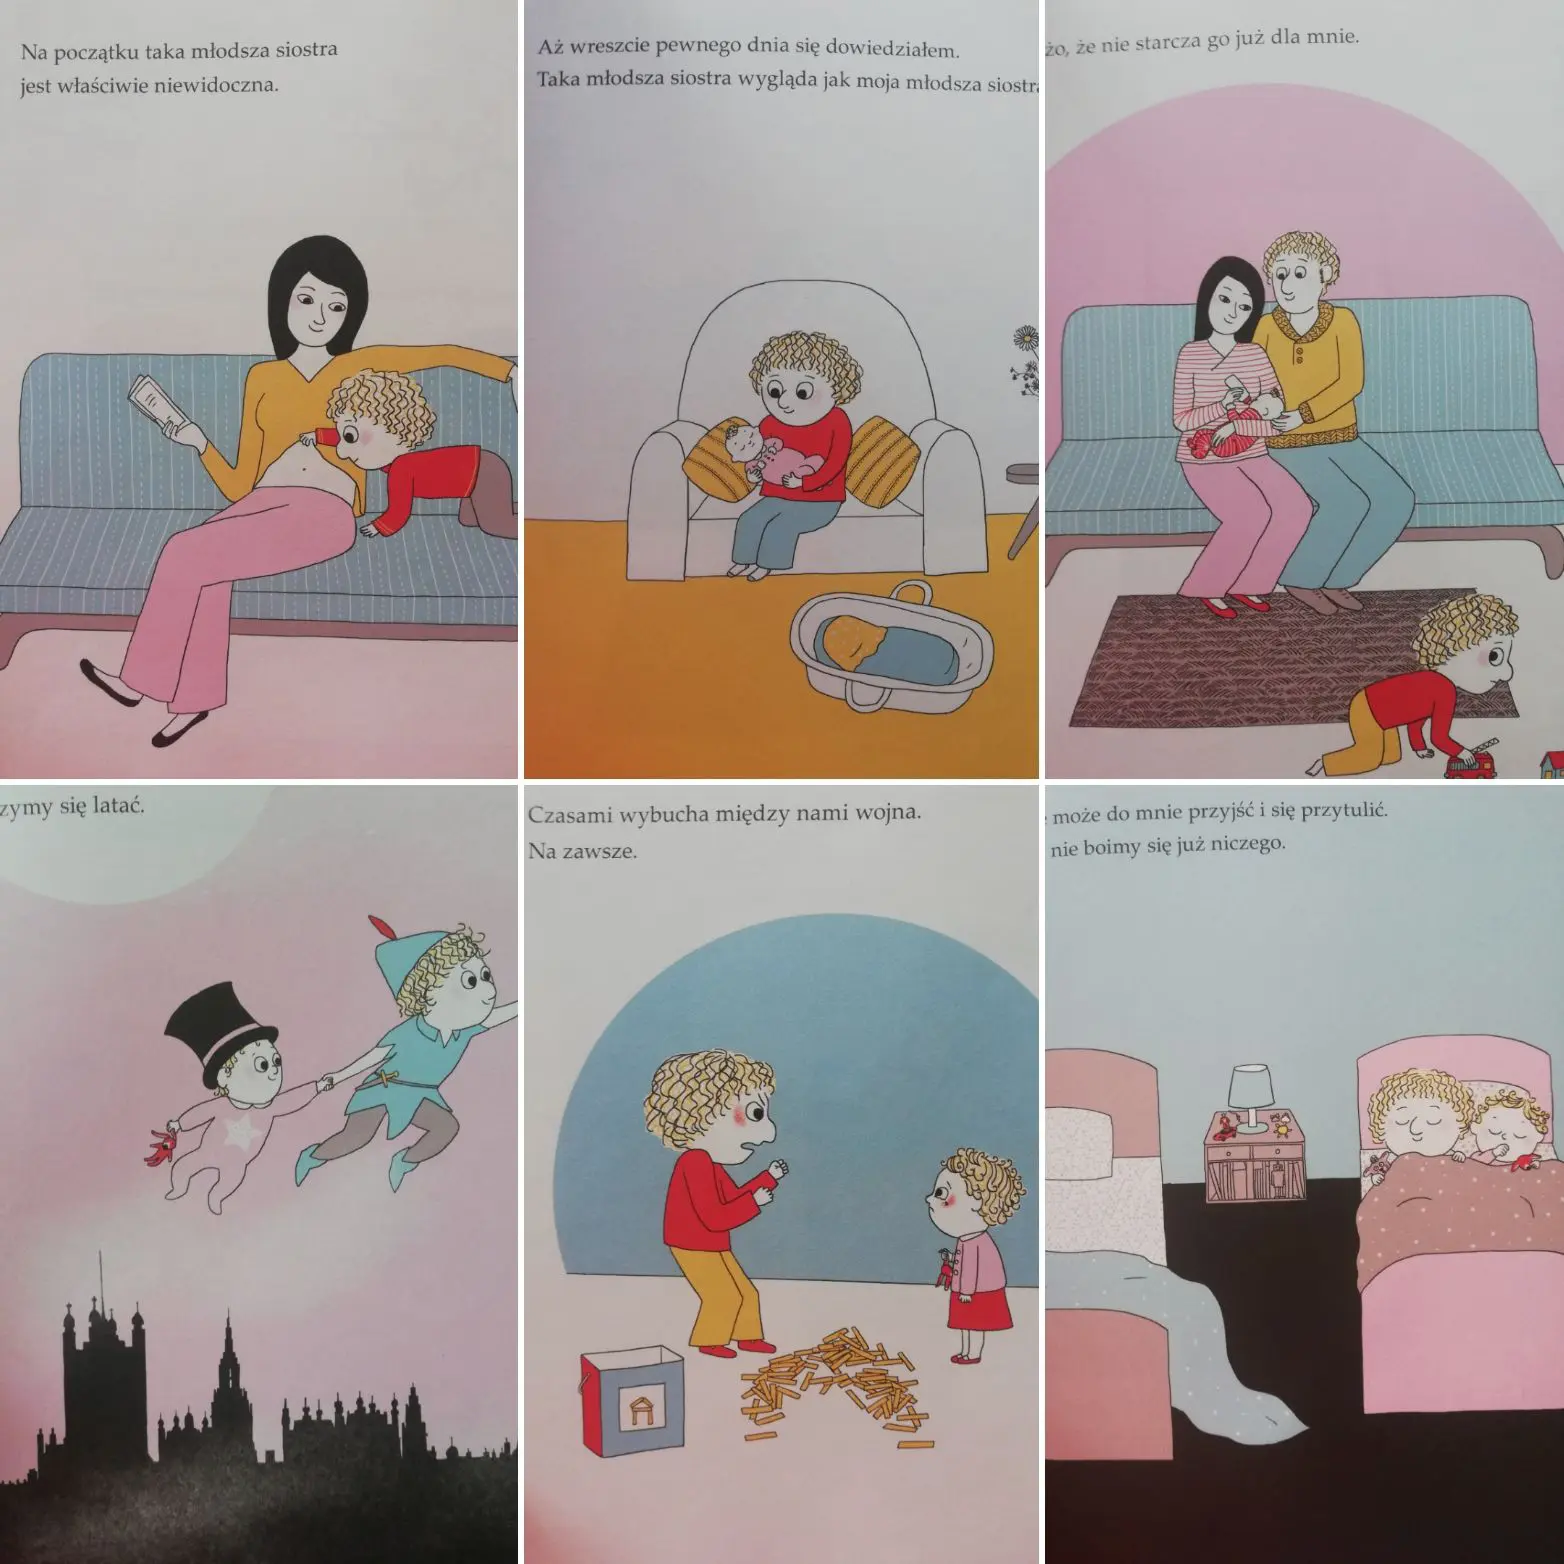 Na początku taka młodsza siostra
jest właściwie niewidoczna.
Aż wreszcie pewnego dnia się dowiedziałem.
Taka młodsza siostra wygląda jak moja młodsza
że nie starcza go już dla mnie.
się latać.
Czasami wybucha między nami wojna.
Na zawsze.
może do mnie przyjść i się przytulić.
nie boimy się już niczego.